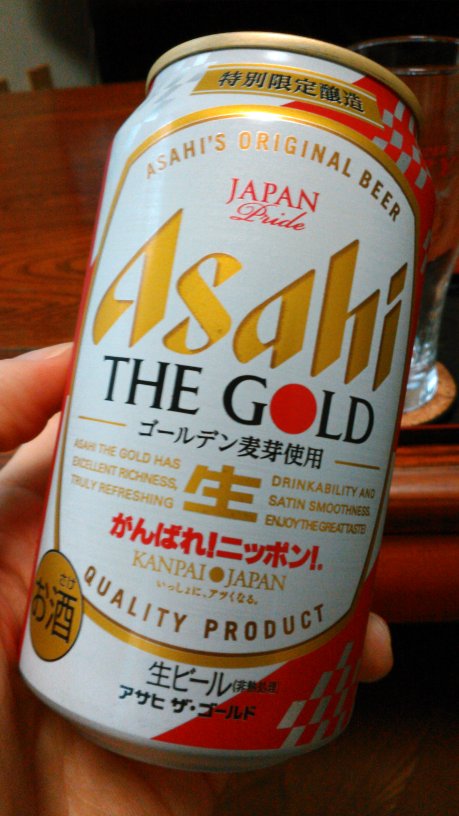 特別限定醸造
ASAHI'S ORIGINAL BEER
JAPAN
Pride
Asahi
THE GOLD
ゴールデン麦芽使用
ASAHI THE GOLD HAS
EXCELLENT RICHNESS,
TRULY REFRESHING
生
DRINKABILITY AND
SATIN SMOOTHNESS.
ENJOY THE GREAT TASTE!
がんばれ!ニッポン!®
KANPAI●JAPAN
いっしょに、アツくなる。
さけ
お酒
QUALITY PRODUCT
生ビール(非熱処理)
アサヒ ザ・ゴールド